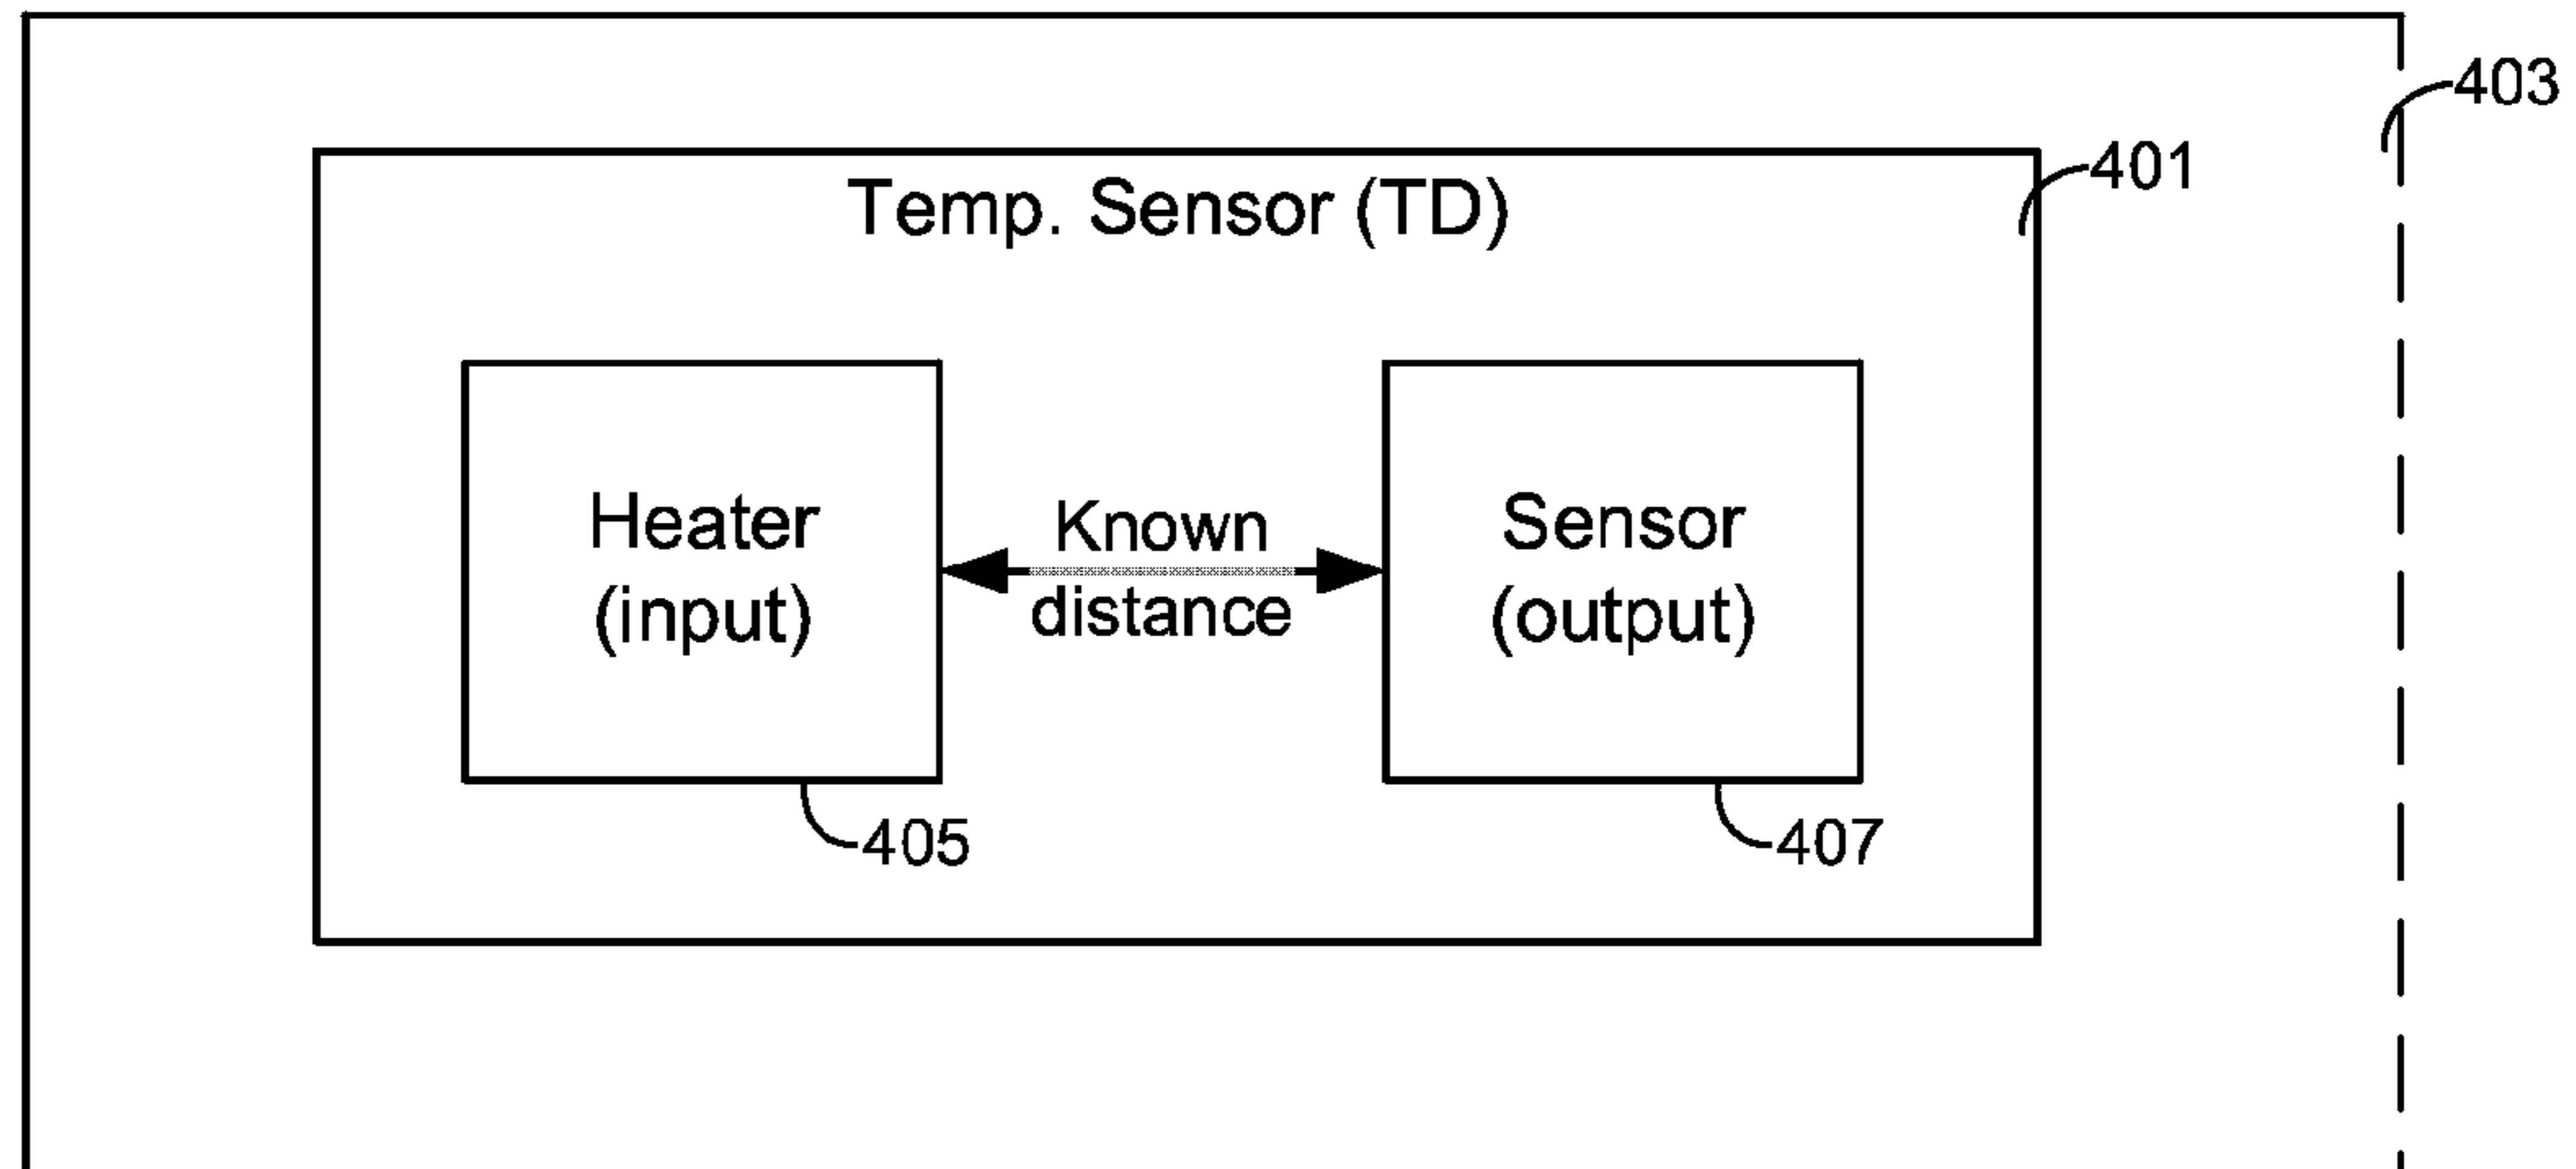 403
401
Temp. Sensor (TD)
Heater
(input)
Known
distance
Sensor
(output)
405
407